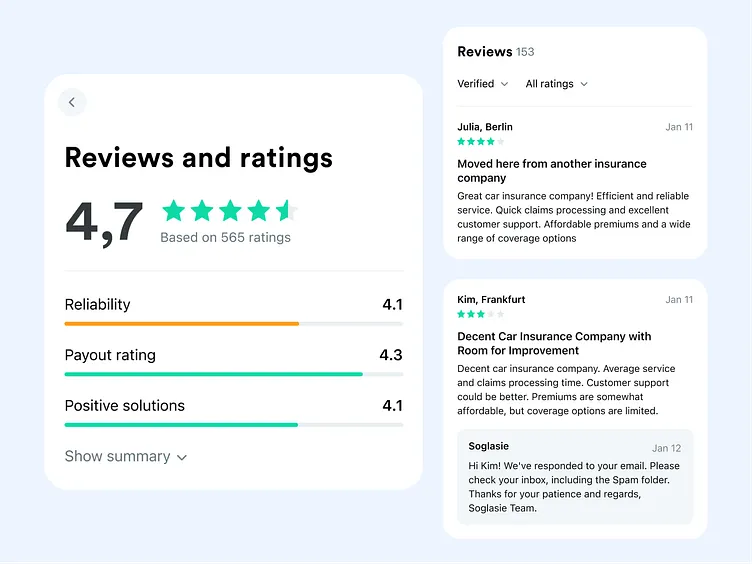 Reviews and ratings
4,7
Based on 565 ratings
Reliability 4.1
Payout rating 4.3
Positive solutions 4.1
Show summary
Reviews 153
Verified All ratings
Julia, Berlin Jan 11
Moved here from another insurance
company
Great car insurance company! Efficient and reliable
service. Quick claims processing and excellent
customer support. Affordable premiums and a wide
range of coverage options
Kim, Frankfurt Jan 11
Decent Car Insurance Company with
Room for Improvement
Decent car insurance company. Average service
and claims processing time. Customer support
could be better. Premiums are somewhat
affordable, but coverage options are limited.
Soglasie Jan 12
Hi Kim! We've responded to your email. Please
check your inbox, including the Spam folder.
Thanks for your patience and regards,
Soglasie Team.